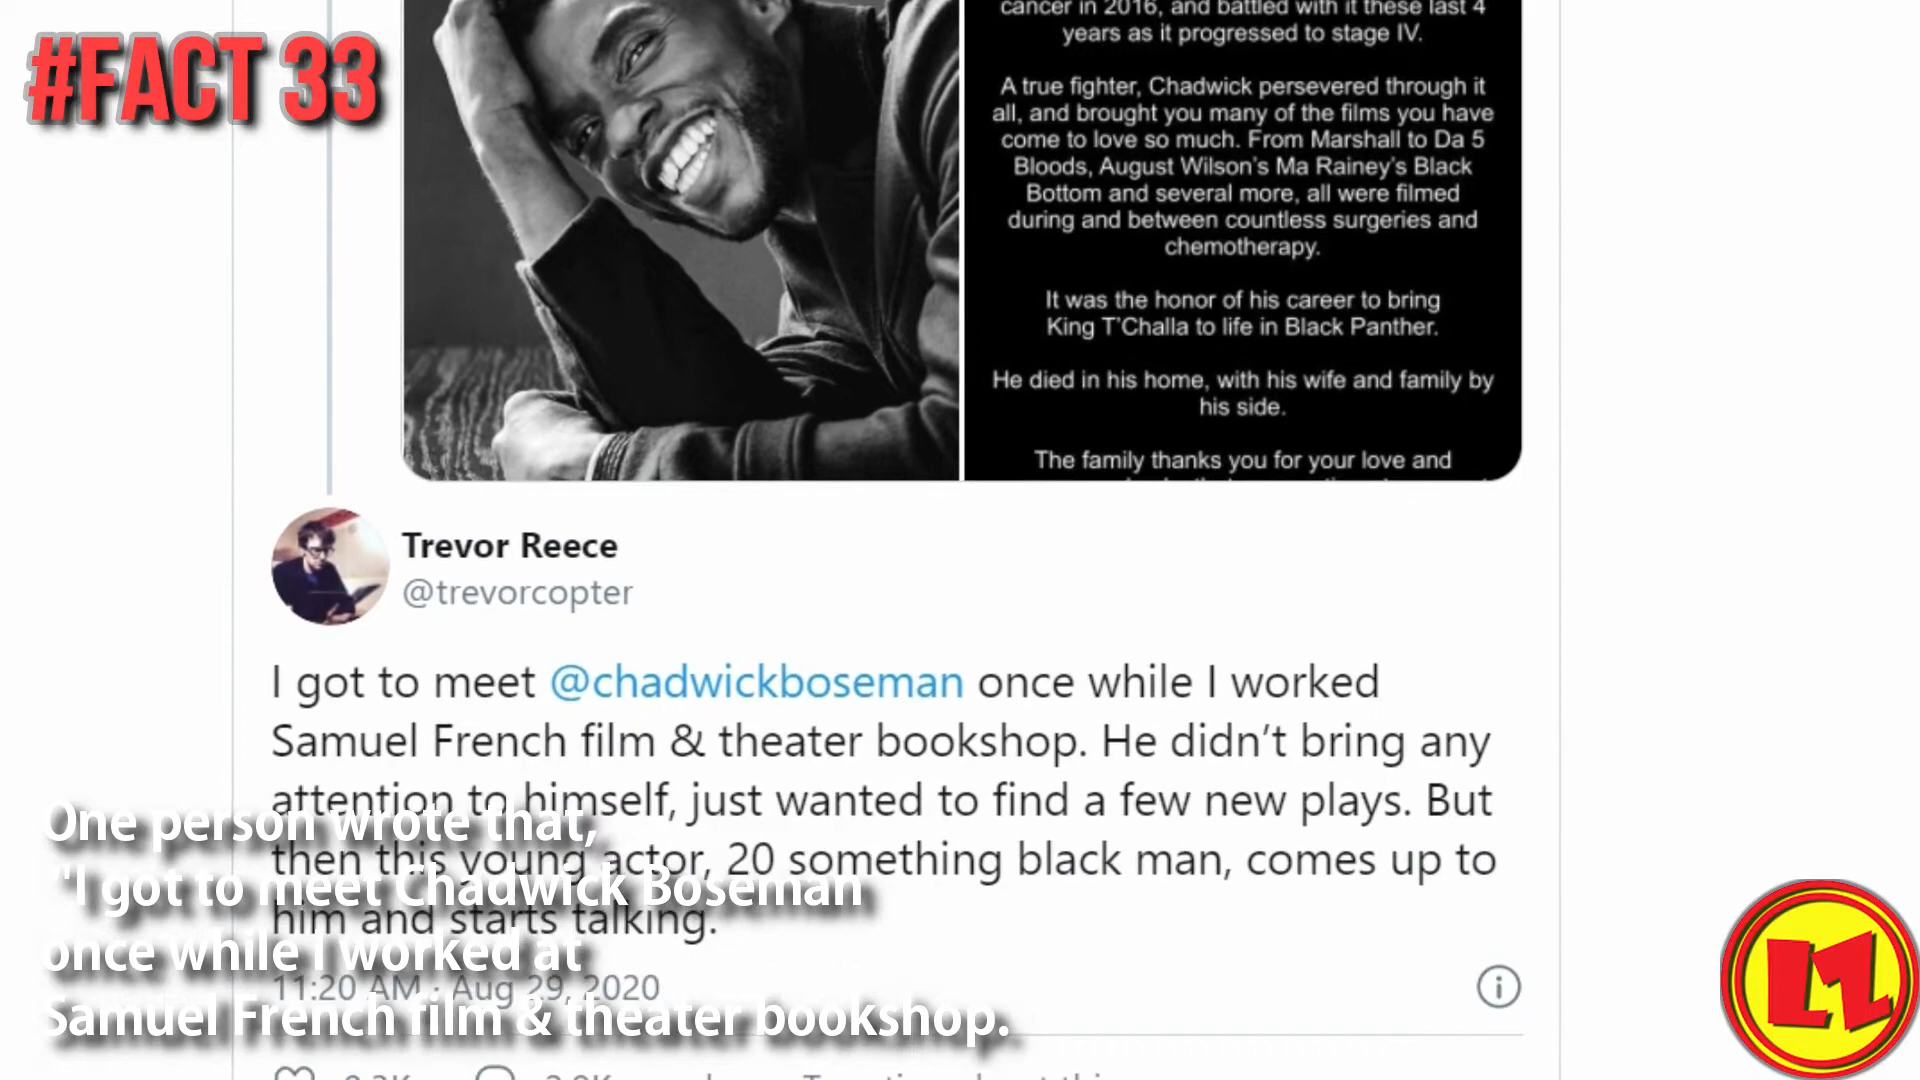 #FACT 33
cancer in 2016, and battled with it these last 4
years as it progressed to stage IV.
A true fighter, Chadwick persevered through it
all, and brought you many of the films you have
come to love so much. From Marshall to Da 5
Bloods, August Wilson's Ma Rainey's Black
Bottom and several more, all were filmed
during and between countless surgeries and
chemotherapy.
It was the honor of his career to bring
King T'Challa to life in Black Panther.
He died in his home, with his wife and family by
his side.
The family thanks you for your love and
Trevor Reece
@trevorcopter
I got to meet @chadwickboseman once while I worked
Samuel French film & theater bookshop. He didn't bring any
attention to himself, just wanted to find a few new plays. But
then this young actor, 20 something black man, comes up to
him and starts talking.
11:20 AM · Aug 29, 2020
One person wrote that,
"I got to meet Chadwick Boseman
once while I worked at
Samuel French film & theater bookshop.
LZ